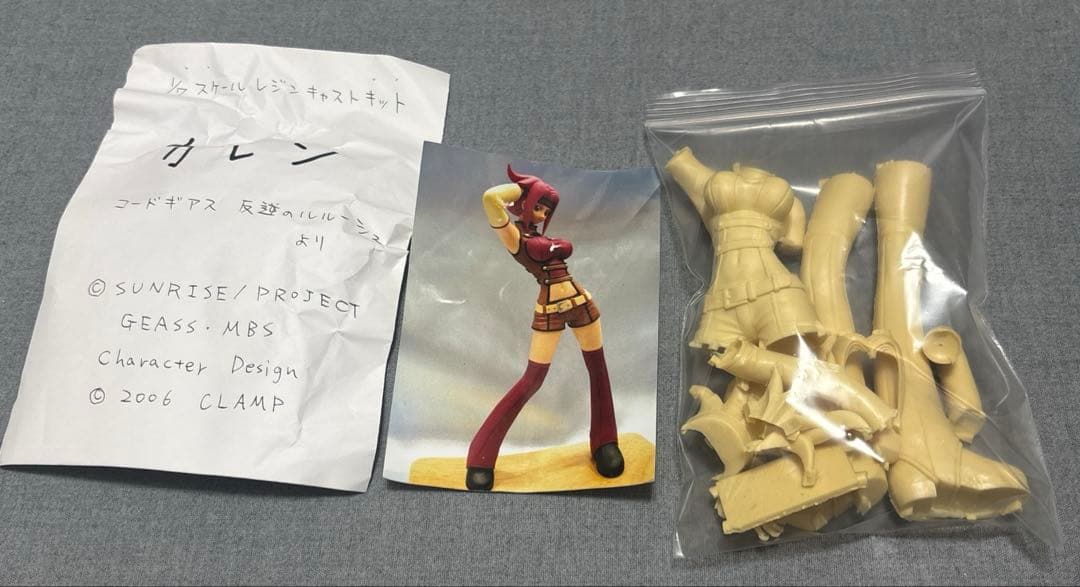 1/7 スケール レジンキャストキット
カレン
コードギアス 反逆のルルーシュ
より
© SUNRISE/PROJECT
GEASS・MBS
Character Design
© 2006 CLAMP